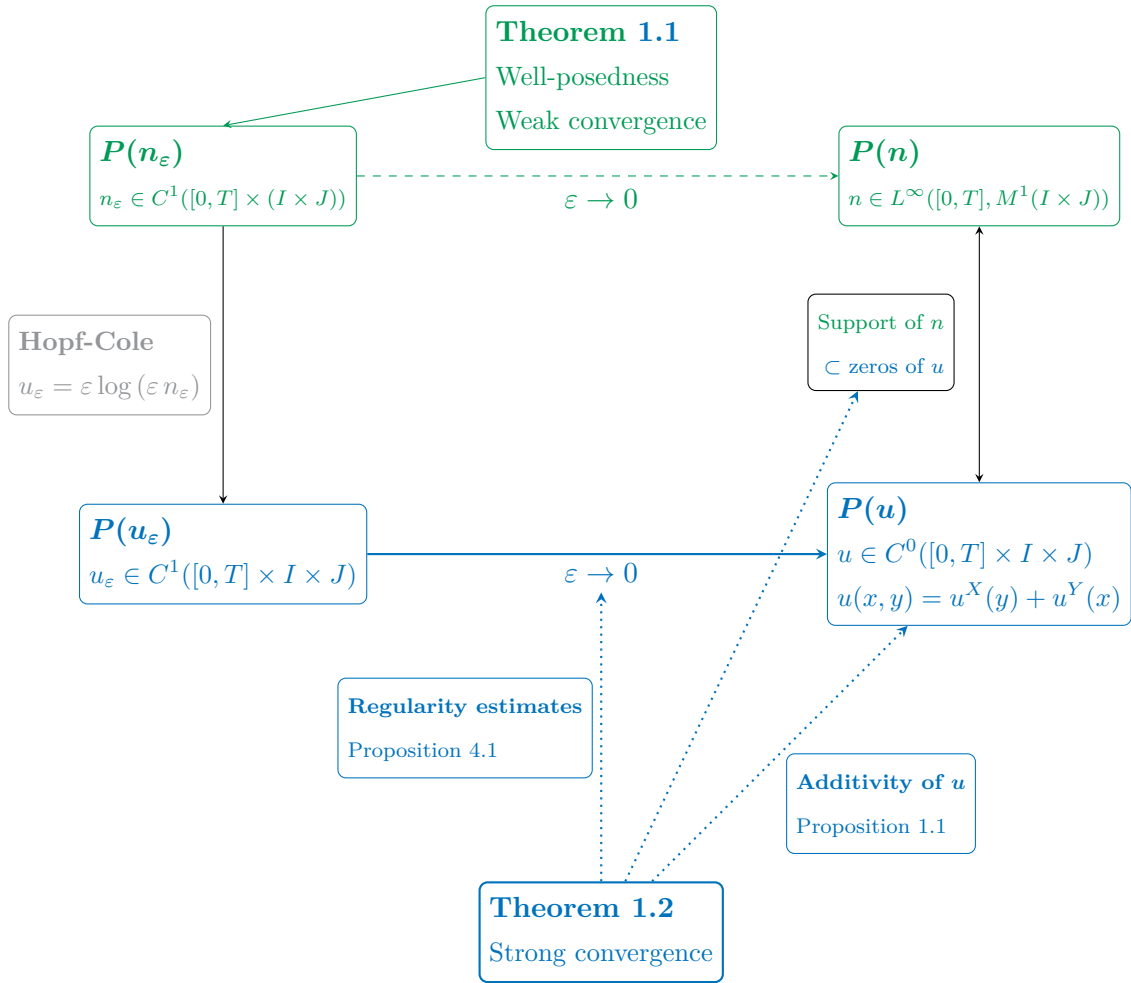 Theorem 1.1
Well-posedness
Weak convergence
P(n_ε)
n_ε ∈ C^1([0, T] × (I × J))
ε → 0
P(n)
n ∈ L^∞([0, T], M^1(I × J))
Hopf-Cole
u_ε = ε log (ε n_ε)
Support of n
⊂ zeros of u
P(u_ε)
u_ε ∈ C^1([0, T] × I × J)
ε → 0
P(u)
u ∈ C^0([0, T] × I × J)
u(x, y) = u^X(y) + u^Y(x)
Regularity estimates
Proposition 4.1
Additivity of u
Proposition 1.1
Theorem 1.2
Strong convergence